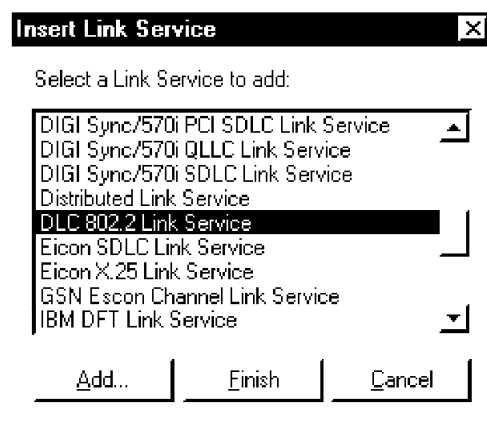 Insert Link Service
Select a Link Service to add:
DIGI Sync/570i PCI SDLC Link Service
DIGI Sync/570i QLLC Link Service
DIGI Sync/570i SDLC Link Service
Distributed Link Service
DLC 802.2 Link Service
Eicon SDLC Link Service
Eicon X.25 Link Service
GSN Escon Channel Link Service
IBM DFT Link Service
Add... Finish Cancel